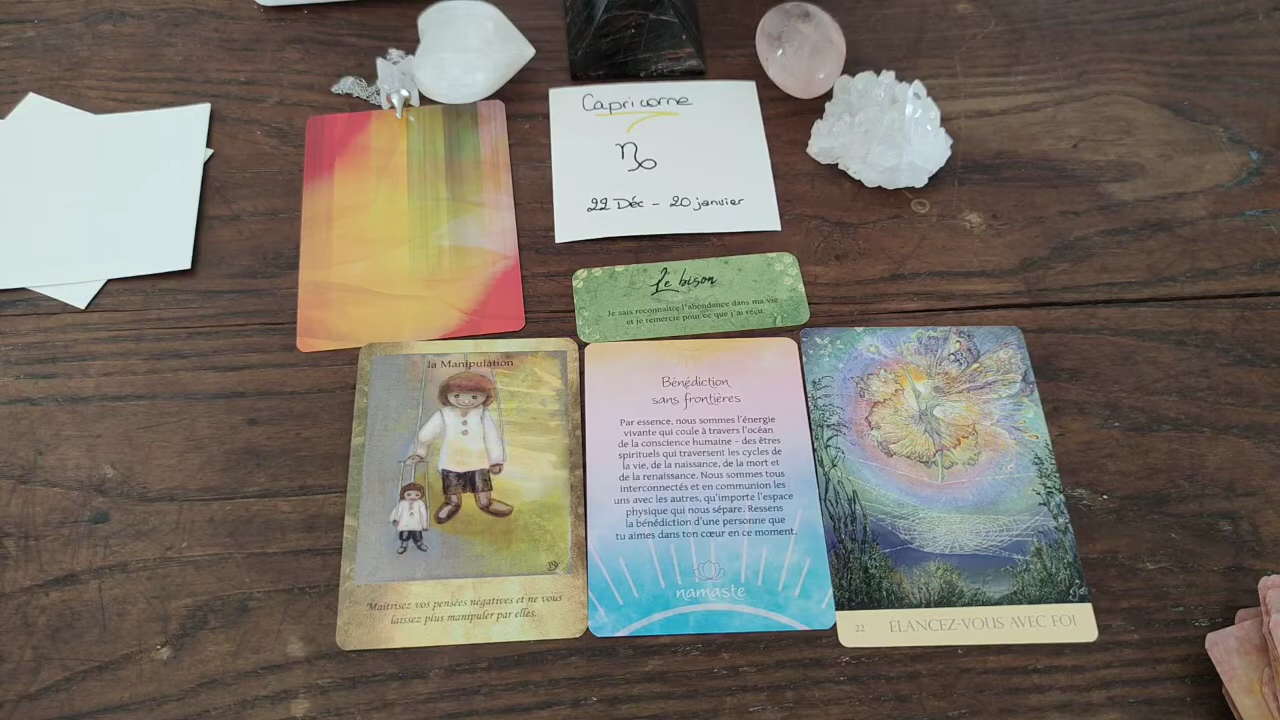 Capricorne
♑
22 Déc - 20 janvier
Le bison
Je sais reconnaître l'abondance dans ma vie
et je remercie pour ce que j'ai reçu.
la Manipulation
Maîtrisez vos pensées négatives et ne vous
laissez plus manipuler par elles.
Bénédiction
sans frontières
Par essence, nous sommes l'énergie
vivante qui coule à travers l'océan
de la conscience humaine – des êtres
spirituels qui traversent les cycles de
la vie, de la naissance, de la mort et
de la renaissance. Nous sommes tous
interconnectés et en communion les
uns avec les autres, qu'importe l'espace
physique qui nous sépare. Ressens
la bénédiction d'une personne que
tu aimes dans ton cœur en ce moment.
namaste
22 ÉLANCEZ-VOUS AVEC FOI